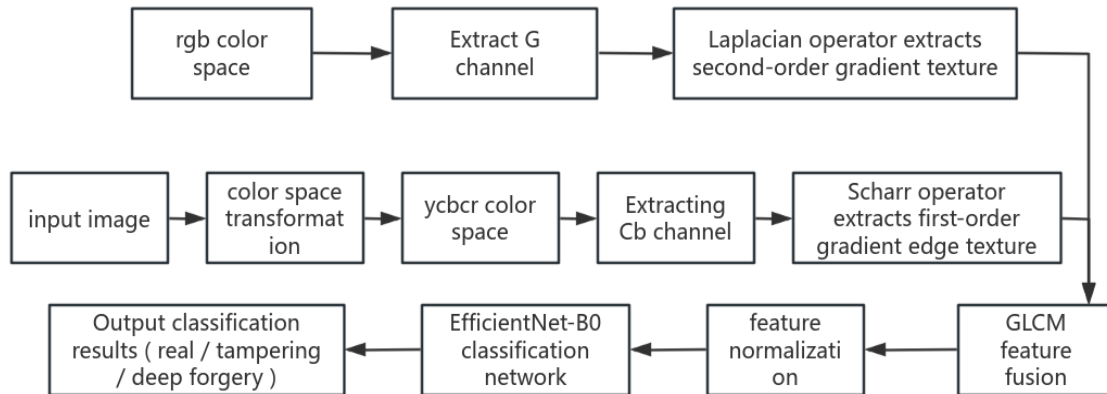 rgb color
space
Extract G
channel
Laplacian operator extracts
second-order gradient texture
input image
color space
transformat
ion
ycbcr color
space
Extracting
Cb channel
Scharr operator
extracts first-order
gradient edge texture
Output classification
results ( real / tampering
/ deep forgery )
EfficientNet-B0
classification
network
feature
normalizati
on
GLCM
feature
fusion